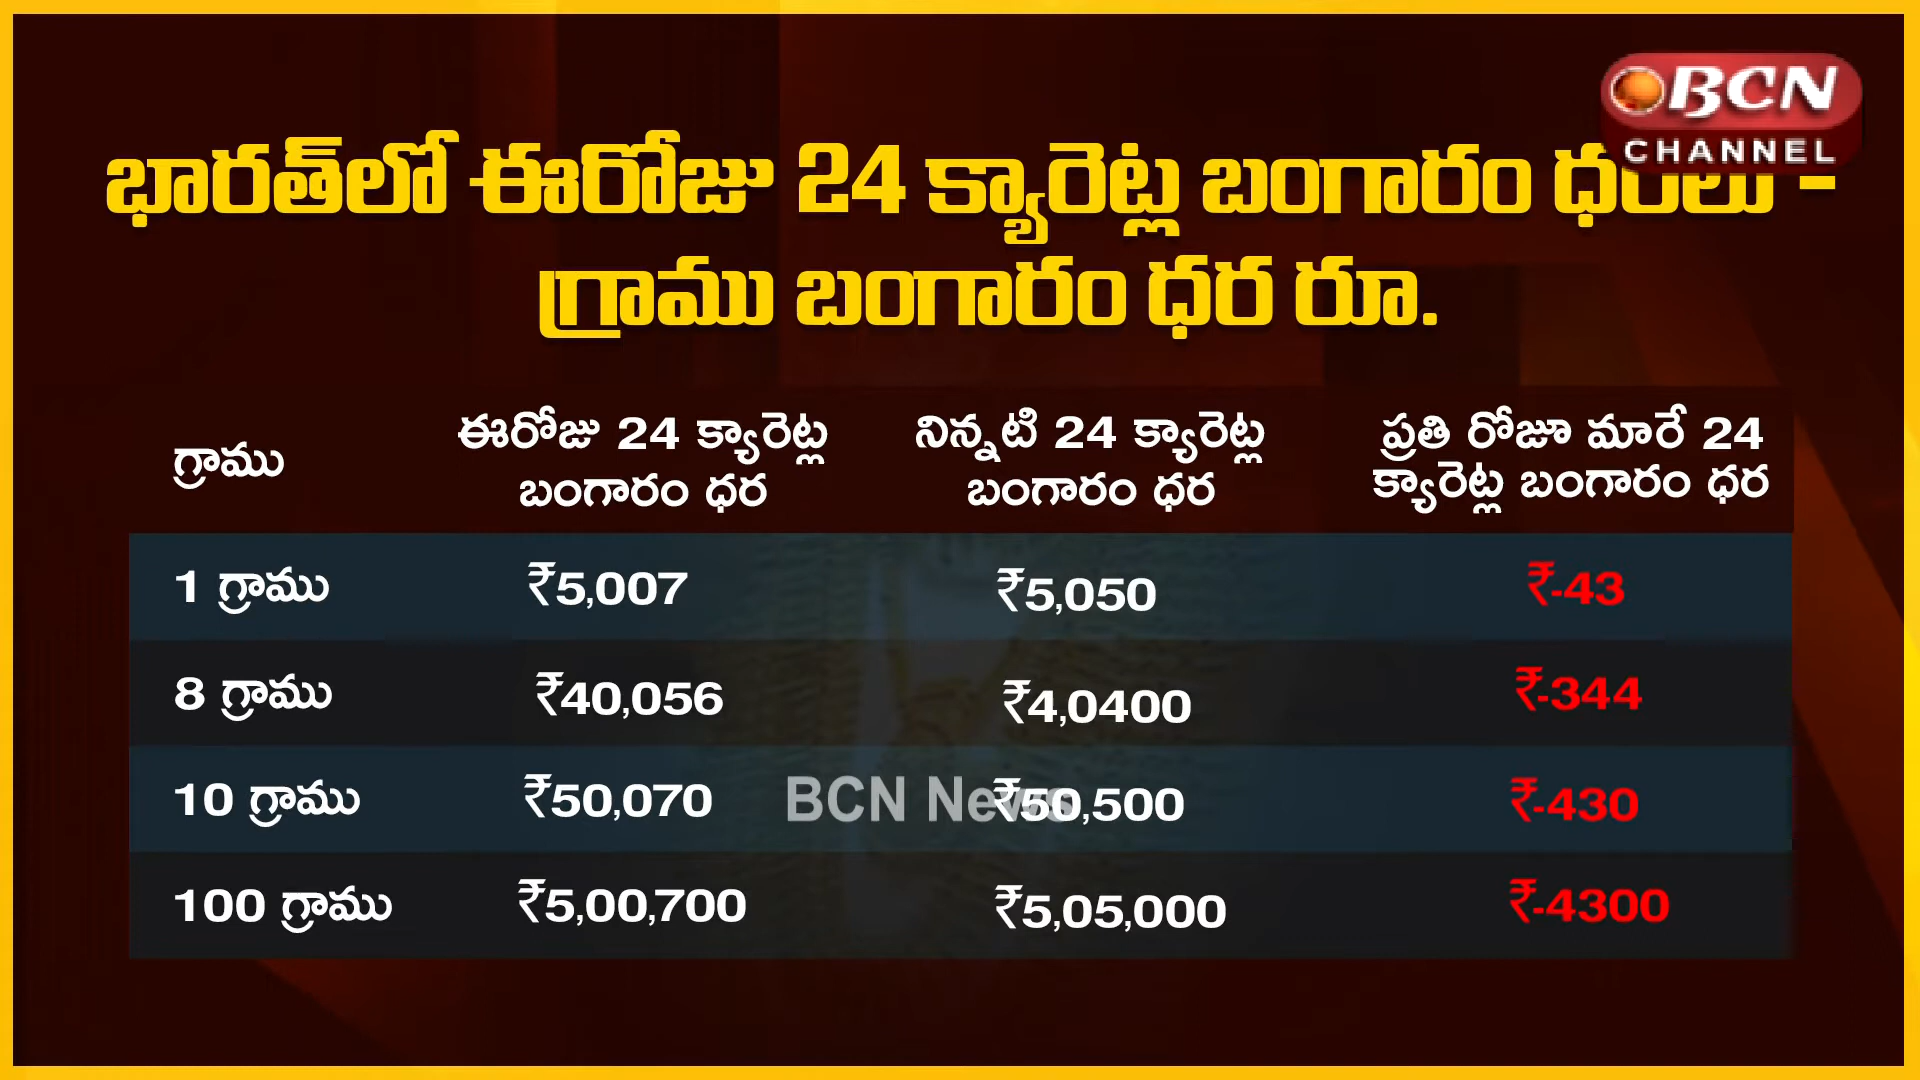 BCN
CHANNEL
భారత్‌లో ఈరోజు 24 క్యారెట్ల బంగారం ధరలు -
గ్రాము బంగారం ధర రూ.
గ్రాము ఈరోజు 24 క్యారెట్ల బంగారం ధర నిన్నటి 24 క్యారెట్ల బంగారం ధర ప్రతి రోజూ మారే 24 క్యారెట్ల బంగారం ధర
1 గ్రాము ₹5,007 ₹5,050 ₹-43
8 గ్రాము ₹40,056 ₹4,0400 ₹-344
10 గ్రాము ₹50,070 ₹50,500 ₹-430
BCN News
100 గ్రాము ₹5,00,700 ₹5,05,000 ₹-4300